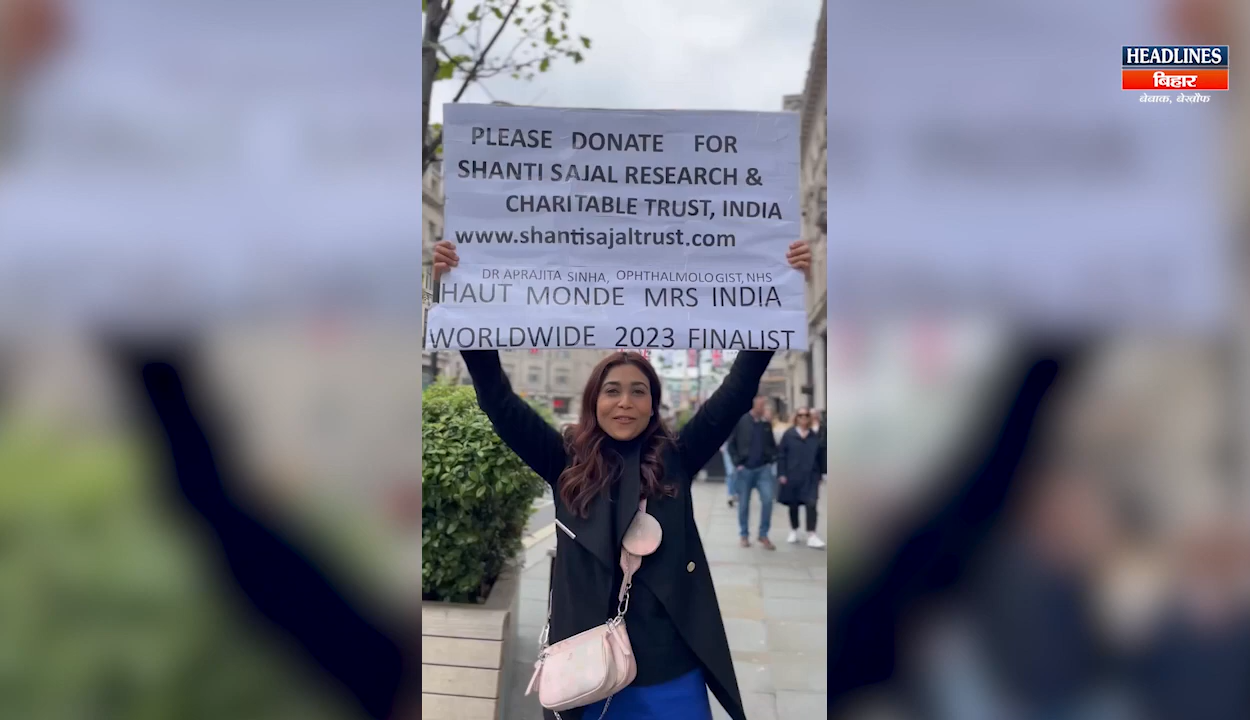 HEADLINES
बिहार
बेबाक, बेखौफ
PLEASE DONATE FOR
SHANTI SAJAL RESEARCH &
CHARITABLE TRUST, INDIA
www.shantisajaltrust.com
DR APRAJITA SINHA, OPHTHALMOLOGIST,NHS
HAUT MONDE MRS INDIA
WORLDWIDE 2023 FINALIST